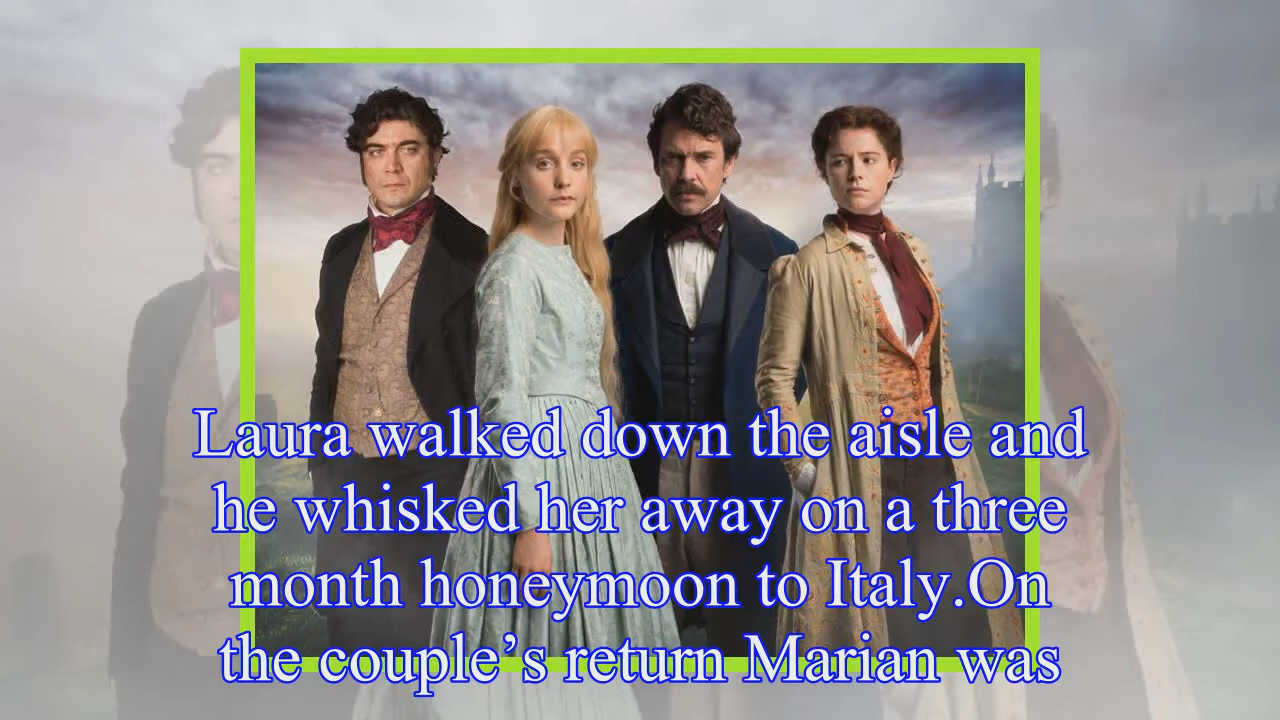 Laura walked down the aisle and
he whisked her away on a three
month honeymoon to Italy.On
the couple’s return Marian was